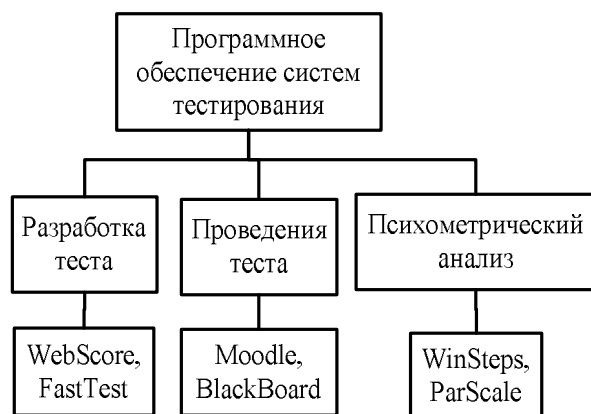 Программное
обеспечение систем
тестирования
Разработка
теста
Проведения
теста
Психометрический
анализ
WebScore,
FastTest
Moodle,
BlackBoard
WinSteps,
ParScale